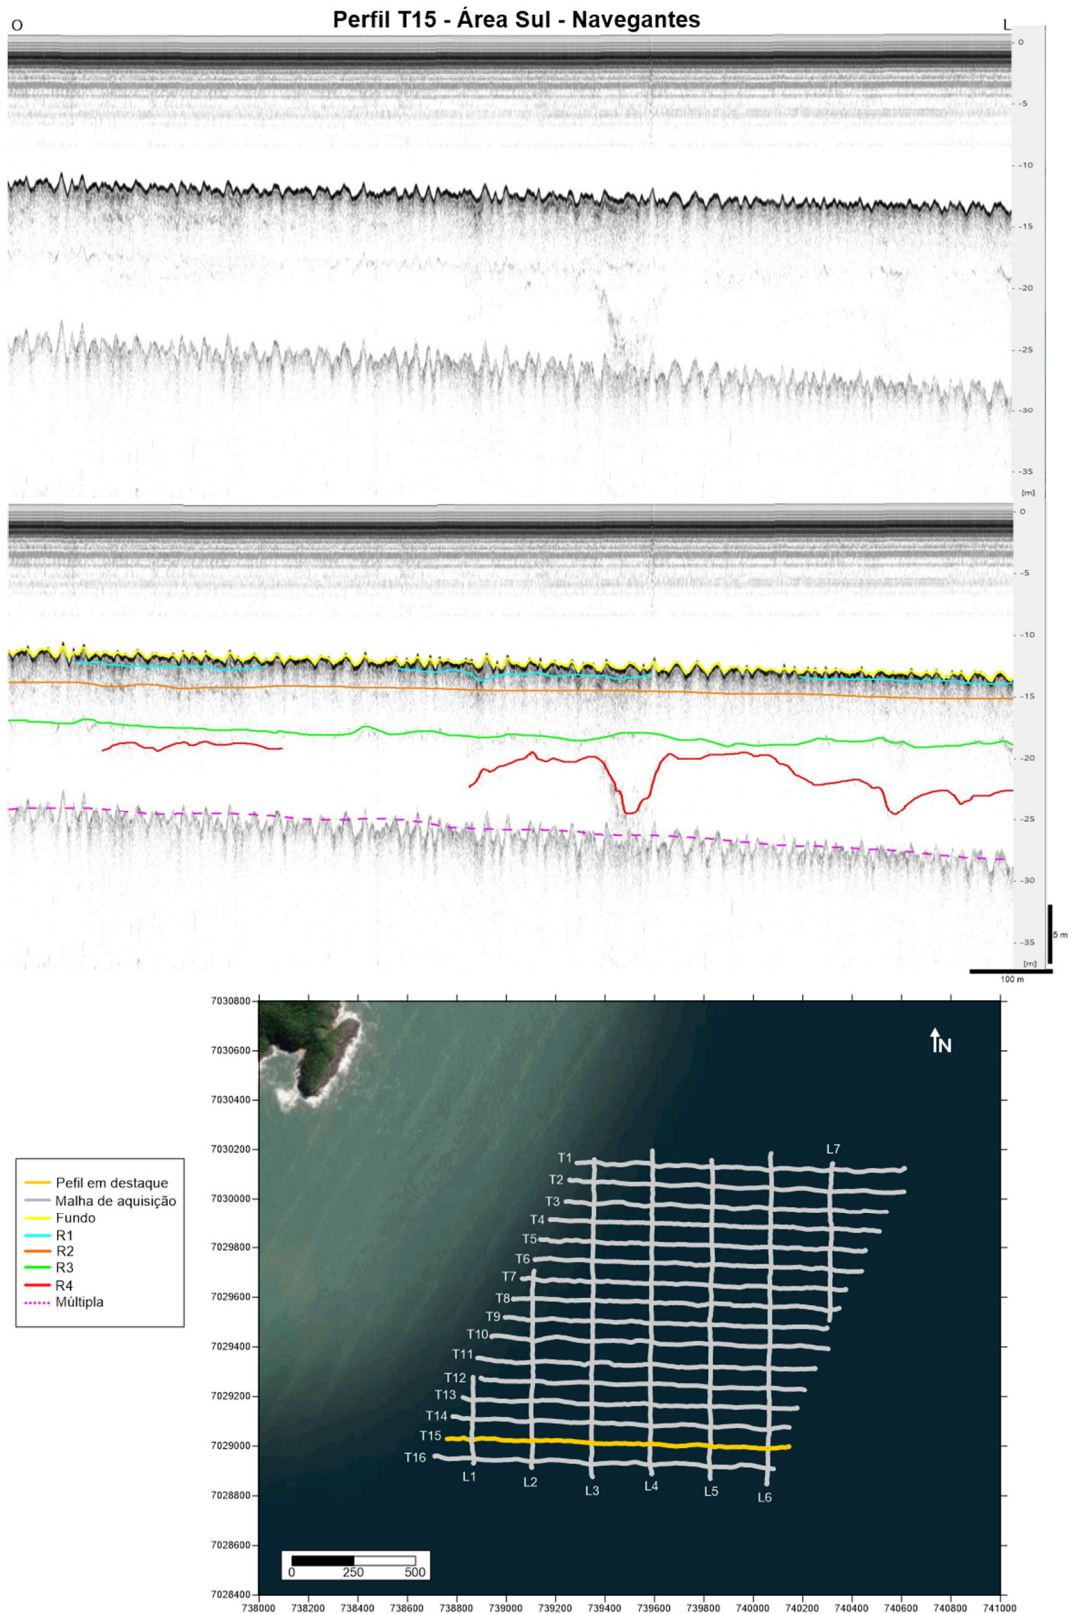 Perfil T15 - Área Sul - Navegantes
O
L
0
-5
-10
-15
-20
-25
-30
-35
[m]
0
-5
-10
-15
-20
-25
-30
-35
[m]
5 m
100 m
Pefil em destaque
Malha de aquisição
Fundo
R1
R2
R3
R4
Múltipla
7030800
7030600
7030400
7030200
7030000
7029800
7029600
7029400
7029200
7029000
7028800
7028600
7028400
N
L7
T1
T2
T3
T4
T5
T6
T7
T8
T9
T10
T11
T12
T13
T14
T15
T16
L1
L2
L3
L4
L5
L6
0 250 500
738000 738200 738400 738600 738800 739000 739200 739400 739600 739800 740000 740200 740400 740600 740800 741000